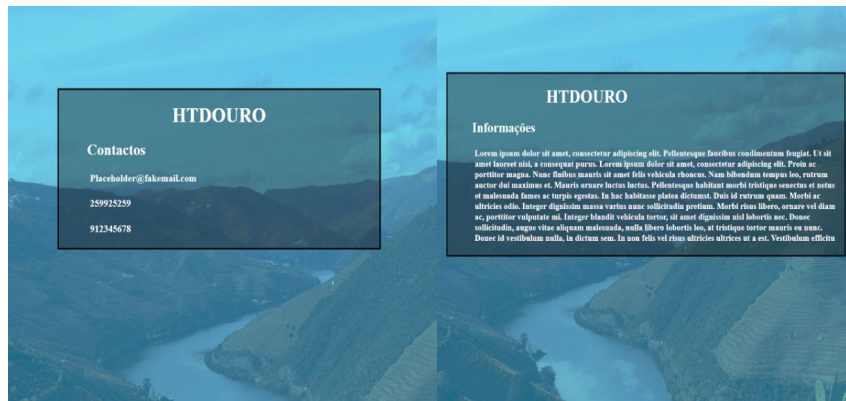 HTDOURO
Contactos
Placeholder@fakemail.com
259925259
912345678
HTDOURO
Informações
Lorem ipsum dolor sit amet, consectetur adipiscing elit. Pellentesque faucibus condimentum feugiat. Ut sit
amet laoreet nisi, a consequat purus. Lorem ipsum dolor sit amet, consectetur adipiscing elit. Proin ac
porttitor magna. Nunc finibus mauris sit amet felis vehicula rhoncus. Nam bibendum tempus leo, rutrum
auctor dui maximus et. Mauris ornare luctus luctus. Pellentesque habitant morbi tristique senectus et netus
et malesuada fames ac turpis egestas. In hac habitasse platea dictumst. Duis id rutrum quam. Morbi ac
ultricies odio. Integer dignissim massa varius nunc sollicitudin pretium. Morbi risus libero, ornare vel diam
ac, porttitor vulputate mi. Integer blandit vehicula tortor, sit amet dignissim nisl lobortis nec. Donec
sollicitudin, augue vitae aliquam malesuada, nulla libero lobortis leo, at tristique tortor mauris eu nunc.
Donec id vestibulum nulla, in dictum sem. In non felis vel risus ultricies ultrices ut a est. Vestibulum efficitu